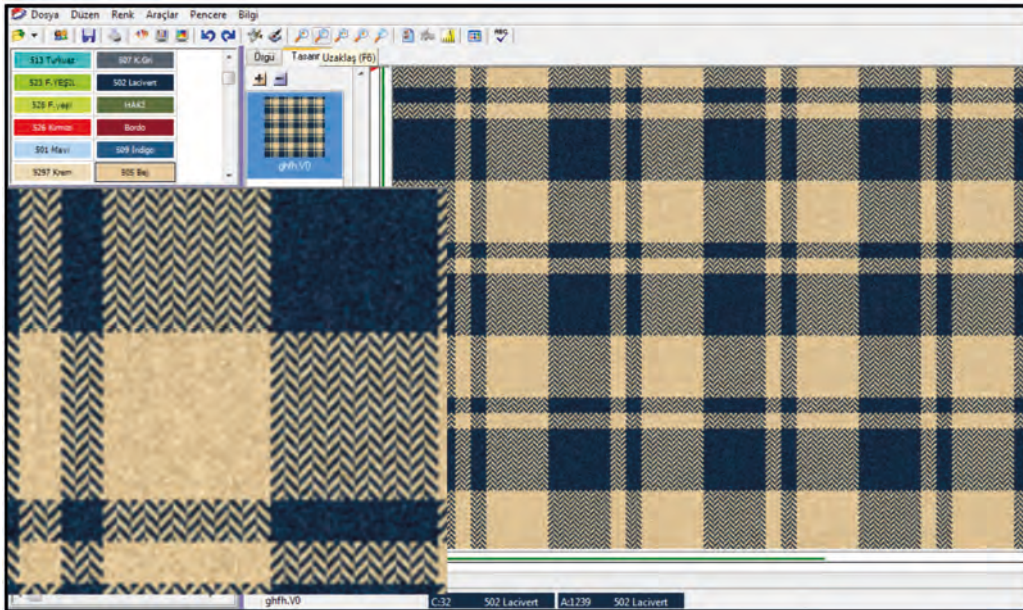 Dosya Düzen Renk Araçlar Pencere Bilgi
Örgü Tasarı Uzaklaş (F6)
513 Turkuaz 507 K.Gri
523 F.YEŞİL 502 Lacivert
528 F.yeşi HAKİ
526 Kırmızı Bordo
501 Mavi 509 İndigo
5297 Krem 505 Bej
ghfh.V0
ghfh.V0 C:32 502 Lacivert A:1239 502 Lacivert